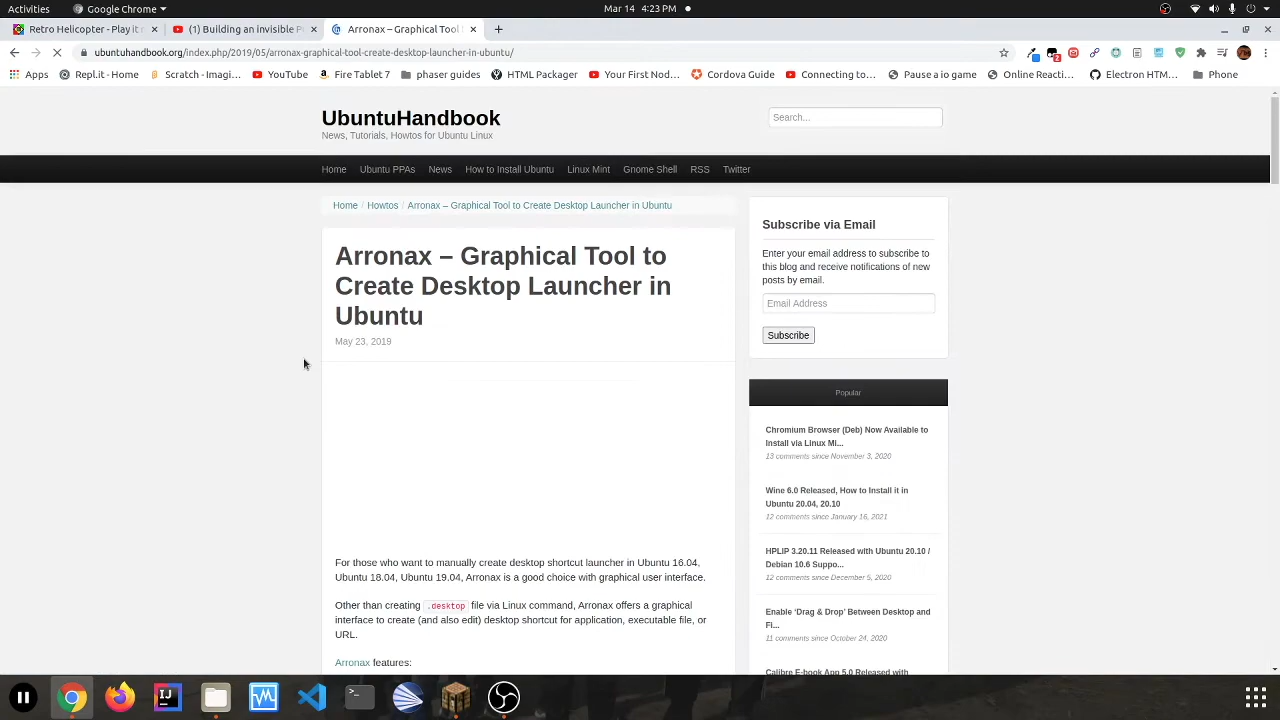 Activities Google Chrome Mar 14 4:23 PM
Retro Helicopter - Play it r (1) Building an invisible PC Arronax – Graphical Tool t
ubuntuhandbook.org/index.php/2019/05/arronax-graphical-tool-create-desktop-launcher-in-ubuntu/
Apps Repl.it - Home Scratch - Imagi... YouTube Fire Tablet 7 phaser guides HTML Packager Your First Nod... Cordova Guide Connecting to... Pause a io game Online Reacti... Electron HTM... Phone
UbuntuHandbook
News, Tutorials, Howtos for Ubuntu Linux
Search...
Home Ubuntu PPAs News How to Install Ubuntu Linux Mint Gnome Shell RSS Twitter
Home / Howtos / Arronax – Graphical Tool to Create Desktop Launcher in Ubuntu
Arronax – Graphical Tool to
Create Desktop Launcher in
Ubuntu
May 23, 2019
For those who want to manually create desktop shortcut launcher in Ubuntu 16.04,
Ubuntu 18.04, Ubuntu 19.04, Arronax is a good choice with graphical user interface.
Other than creating .desktop file via Linux command, Arronax offers a graphical
interface to create (and also edit) desktop shortcut for application, executable file, or
URL.
Arronax features:
Subscribe via Email
Enter your email address to subscribe to
this blog and receive notifications of new
posts by email.
Email Address
Subscribe
Popular
Chromium Browser (Deb) Now Available to
Install via Linux Mi...
13 comments since November 3, 2020
Wine 6.0 Released, How to Install it in
Ubuntu 20.04, 20.10
12 comments since January 16, 2021
HPLIP 3.20.11 Released with Ubuntu 20.10 /
Debian 10.6 Suppo...
12 comments since December 5, 2020
Enable ‘Drag & Drop’ Between Desktop and
Fi...
11 comments since October 24, 2020
Calibre E-book App 5.0 Released with